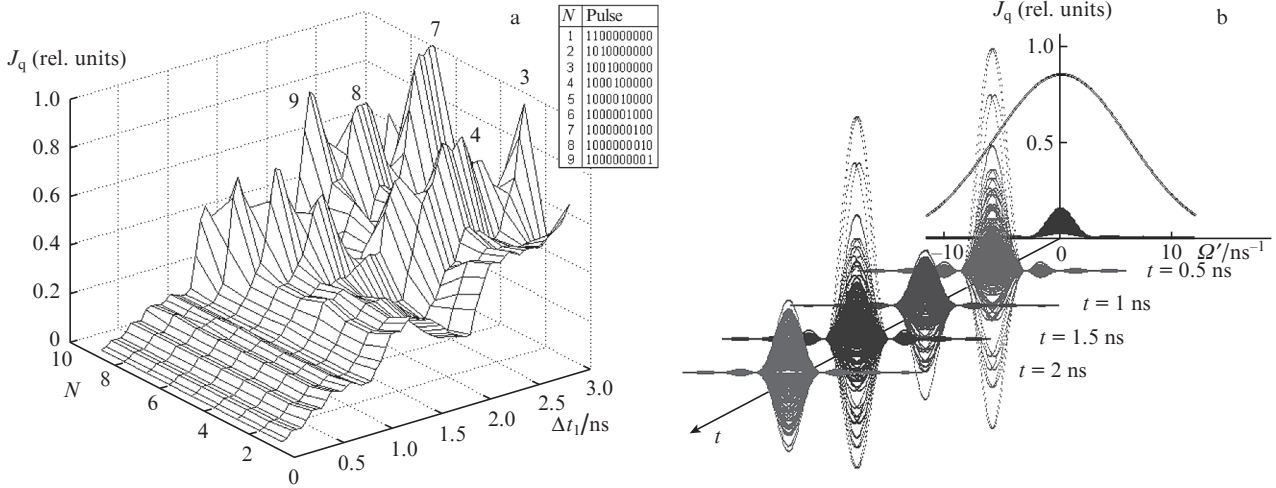 a
J_q (rel. units)
1.0
0.8
0.6
0.4
0.2
0
10
8
6
4
2
N
0
0.5
1.0
1.5
2.0
2.5
3.0
Δt₁/ns
9
8
7
4
3
N Pulse
1 1100000000
2 1010000000
3 1001000000
4 1000100000
5 1000010000
6 1000001000
7 1000000100
8 1000000010
9 1000000001
b
J_q (rel. units)
1.0
0.5
−10
0
10
Ω′/ns⁻¹
t = 0.5 ns
t = 1 ns
t = 1.5 ns
t = 2 ns
t